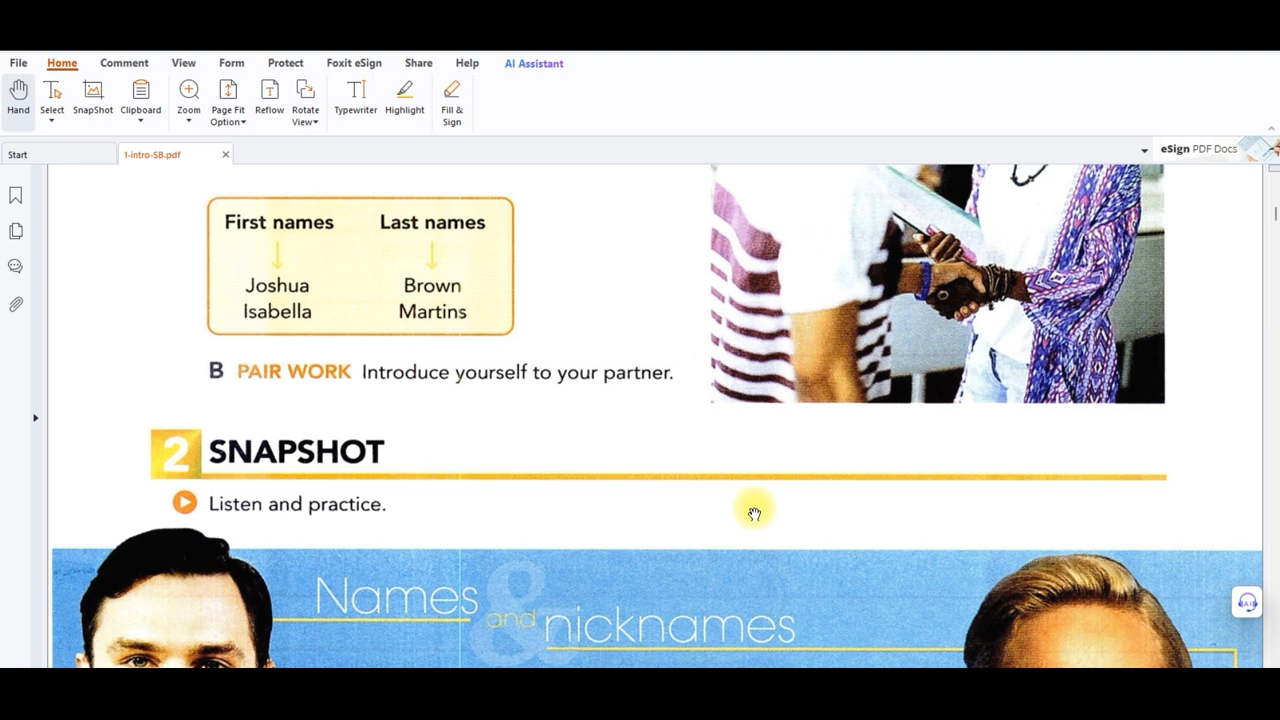 File Home Comment View Form Protect Foxit eSign Share Help AI Assistant
Hand Select SnapShot Clipboard Zoom Page Fit Option Reflow Rotate View Typewriter Highlight Fill & Sign
Start 1-intro-SB.pdf eSign PDF Docs
First names Last names
Joshua Brown
Isabella Martins
B PAIR WORK Introduce yourself to your partner.
2 SNAPSHOT
Listen and practice.
Names and & nicknames